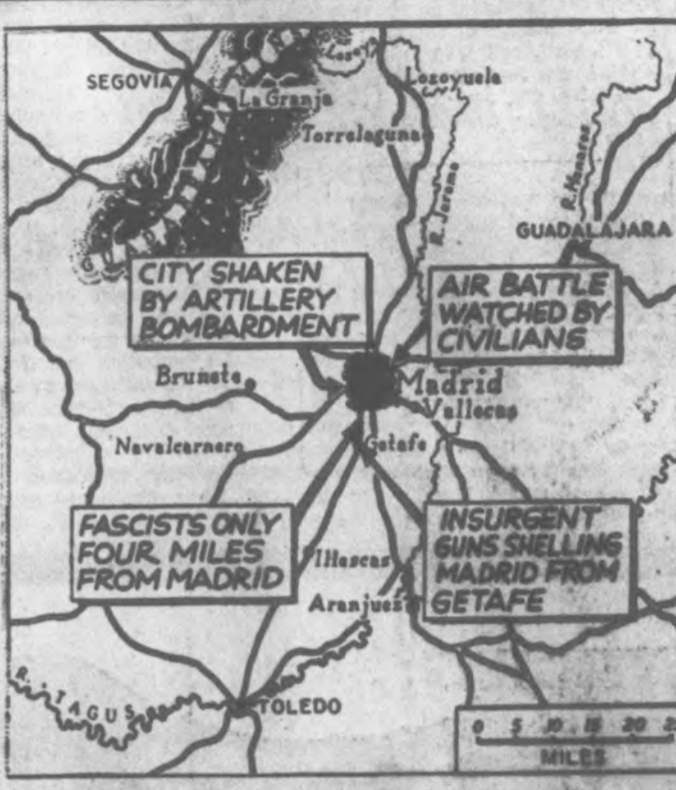 Lozoya
SEGOVIA
Lozoyuela
La Granja
Torrelaguna
GUADARRAMA
R. Jarama
R. Henares
GUADALAJARA
CITY SHAKEN
BY ARTILLERY
BOMBARDMENT
AIR BATTLE
WATCHED BY
CIVILIANS
Brunete
Madrid
Vallecas
Navalcarnero
Getafe
FASCISTS ONLY
FOUR MILES
FROM MADRID
INSURGENT
GUNS SHELLING
MADRID FROM
GETAFE
Illescas
Aranjuez
R. TAGUS
TOLEDO
0 5 10 15 20
MILES